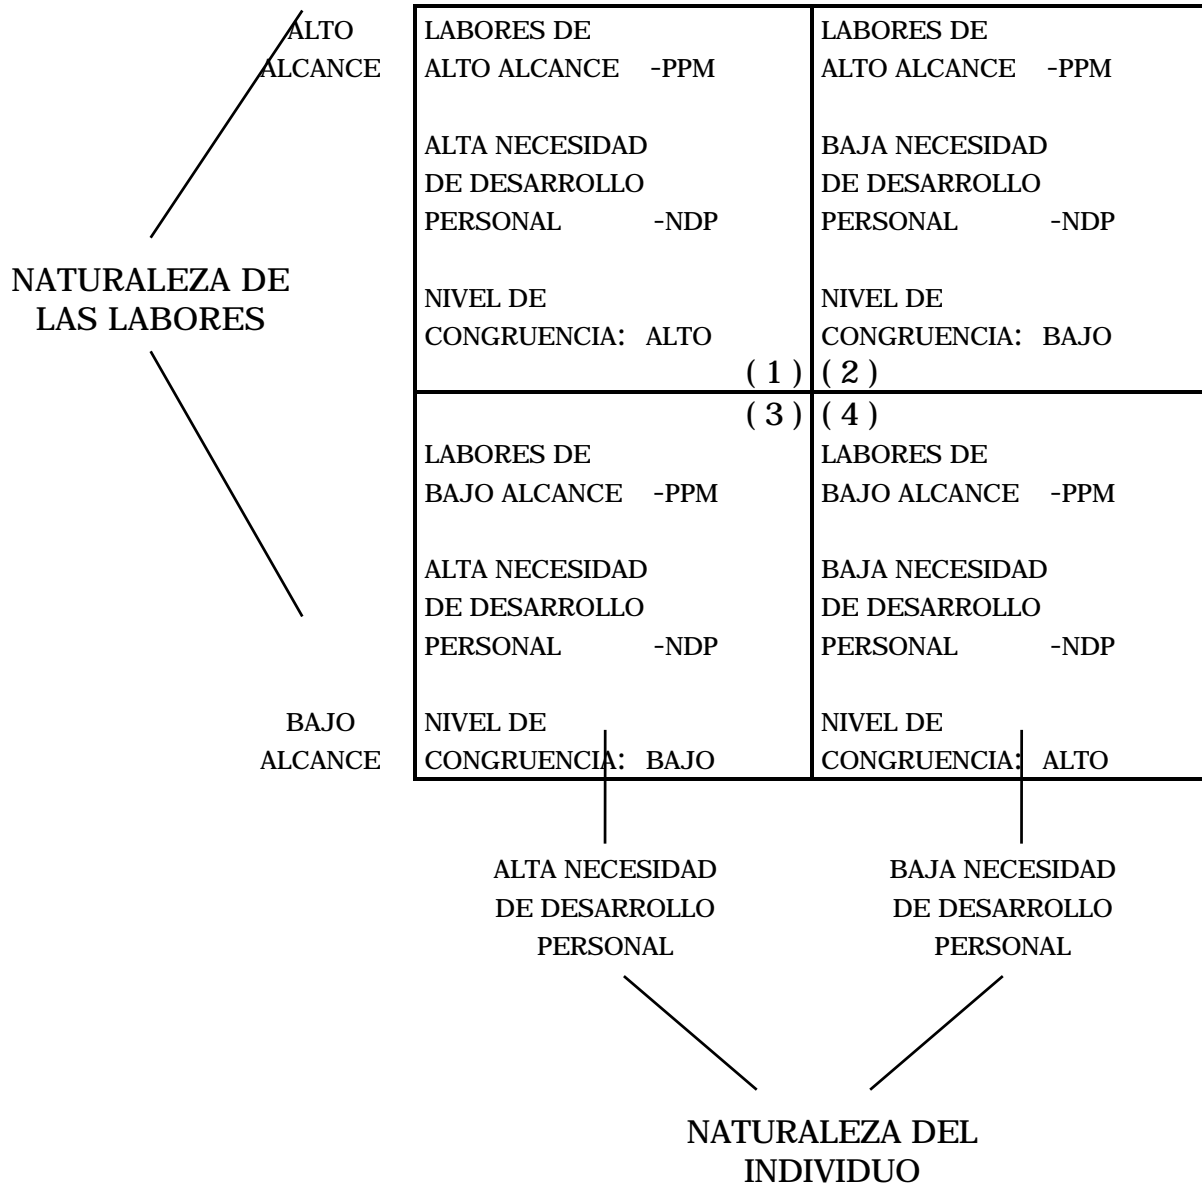 ALTO
ALCANCE
LABORES DE
ALTO ALCANCE -PPM
ALTA NECESIDAD
DE DESARROLLO
PERSONAL -NDP
NIVEL DE
CONGRUENCIA: ALTO
( 1 )
LABORES DE
ALTO ALCANCE -PPM
BAJA NECESIDAD
DE DESARROLLO
PERSONAL -NDP
NIVEL DE
CONGRUENCIA: BAJO
( 2 )
NATURALEZA DE
LAS LABORES
BAJO
ALCANCE
( 3 )
LABORES DE
BAJO ALCANCE -PPM
ALTA NECESIDAD
DE DESARROLLO
PERSONAL -NDP
NIVEL DE
CONGRUENCIA: BAJO
( 4 )
LABORES DE
BAJO ALCANCE -PPM
BAJA NECESIDAD
DE DESARROLLO
PERSONAL -NDP
NIVEL DE
CONGRUENCIA: ALTO
ALTA NECESIDAD
DE DESARROLLO
PERSONAL
BAJA NECESIDAD
DE DESARROLLO
PERSONAL
NATURALEZA DEL
INDIVIDUO